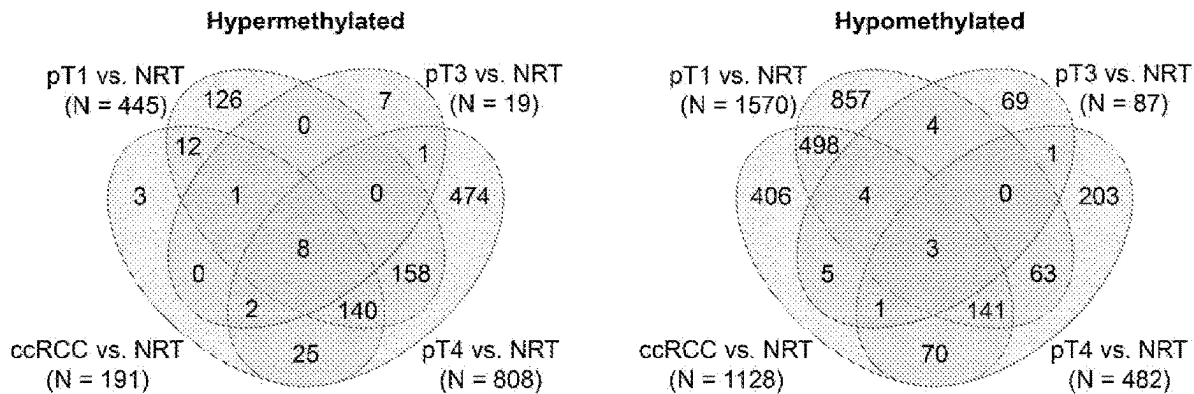 Hypermethylated
pT1 vs. NRT
(N = 445)
pT3 vs. NRT
(N = 19)
126
7
0
12
1
3
1
0
474
8
0
158
2
140
25
ccRCC vs. NRT
(N = 191)
pT4 vs. NRT
(N = 808)
Hypomethylated
pT1 vs. NRT
(N = 1570)
pT3 vs. NRT
(N = 87)
857
69
4
498
1
406
4
0
203
3
5
63
1
141
70
ccRCC vs. NRT
(N = 1128)
pT4 vs. NRT
(N = 482)